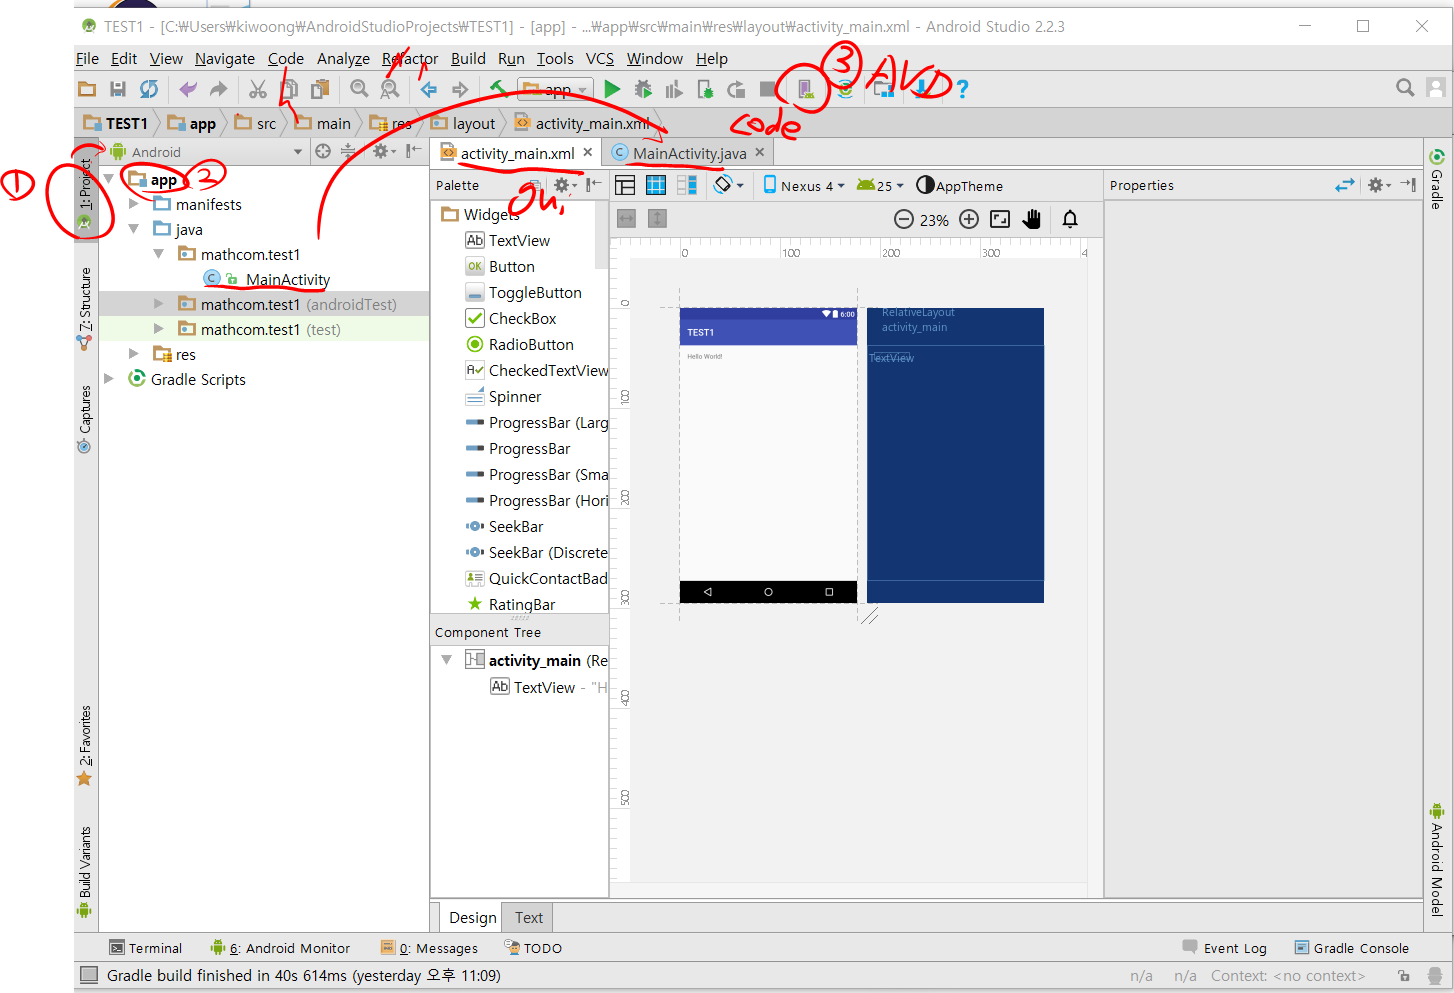 TEST1 - [C:₩Users₩kiwoong₩AndroidStudioProjects₩TEST1] - [app] - ...₩app₩src₩main₩res₩layout₩activity_main.xml - Android Studio 2.2.3
File Edit View Navigate Code Analyze Refactor Build Run Tools VCS Window Help
app
③ AVD
TEST1 app src main res layout activity_main.xml
code
Android
activity_main.xml MainActivity.java
①
1: Project
7: Structure
Captures
2: Favorites
Build Variants
app ②
manifests
java
mathcom.test1
MainActivity
mathcom.test1 (androidTest)
mathcom.test1 (test)
res
Gradle Scripts
Palette
Widgets
Ab TextView
OK Button
ToggleButton
CheckBox
RadioButton
CheckedTextView
Spinner
ProgressBar (Larg
ProgressBar
ProgressBar (Sma
ProgressBar (Hori
SeekBar
SeekBar (Discrete
QuickContactBad
RatingBar
Component Tree
activity_main (Re
Ab TextView - "H
Nexus 4 25 AppTheme
23%
0 100 200 300 4
0
100
200
300
400
500
6:00
TEST1
Hello World!
RelativeLayout
activity_main
TextView
Properties
Gradle
Android Model
Design Text
Terminal 6: Android Monitor 0: Messages TODO Event Log Gradle Console
Gradle build finished in 40s 614ms (yesterday 오후 11:09) n/a n/a Context: <no context>